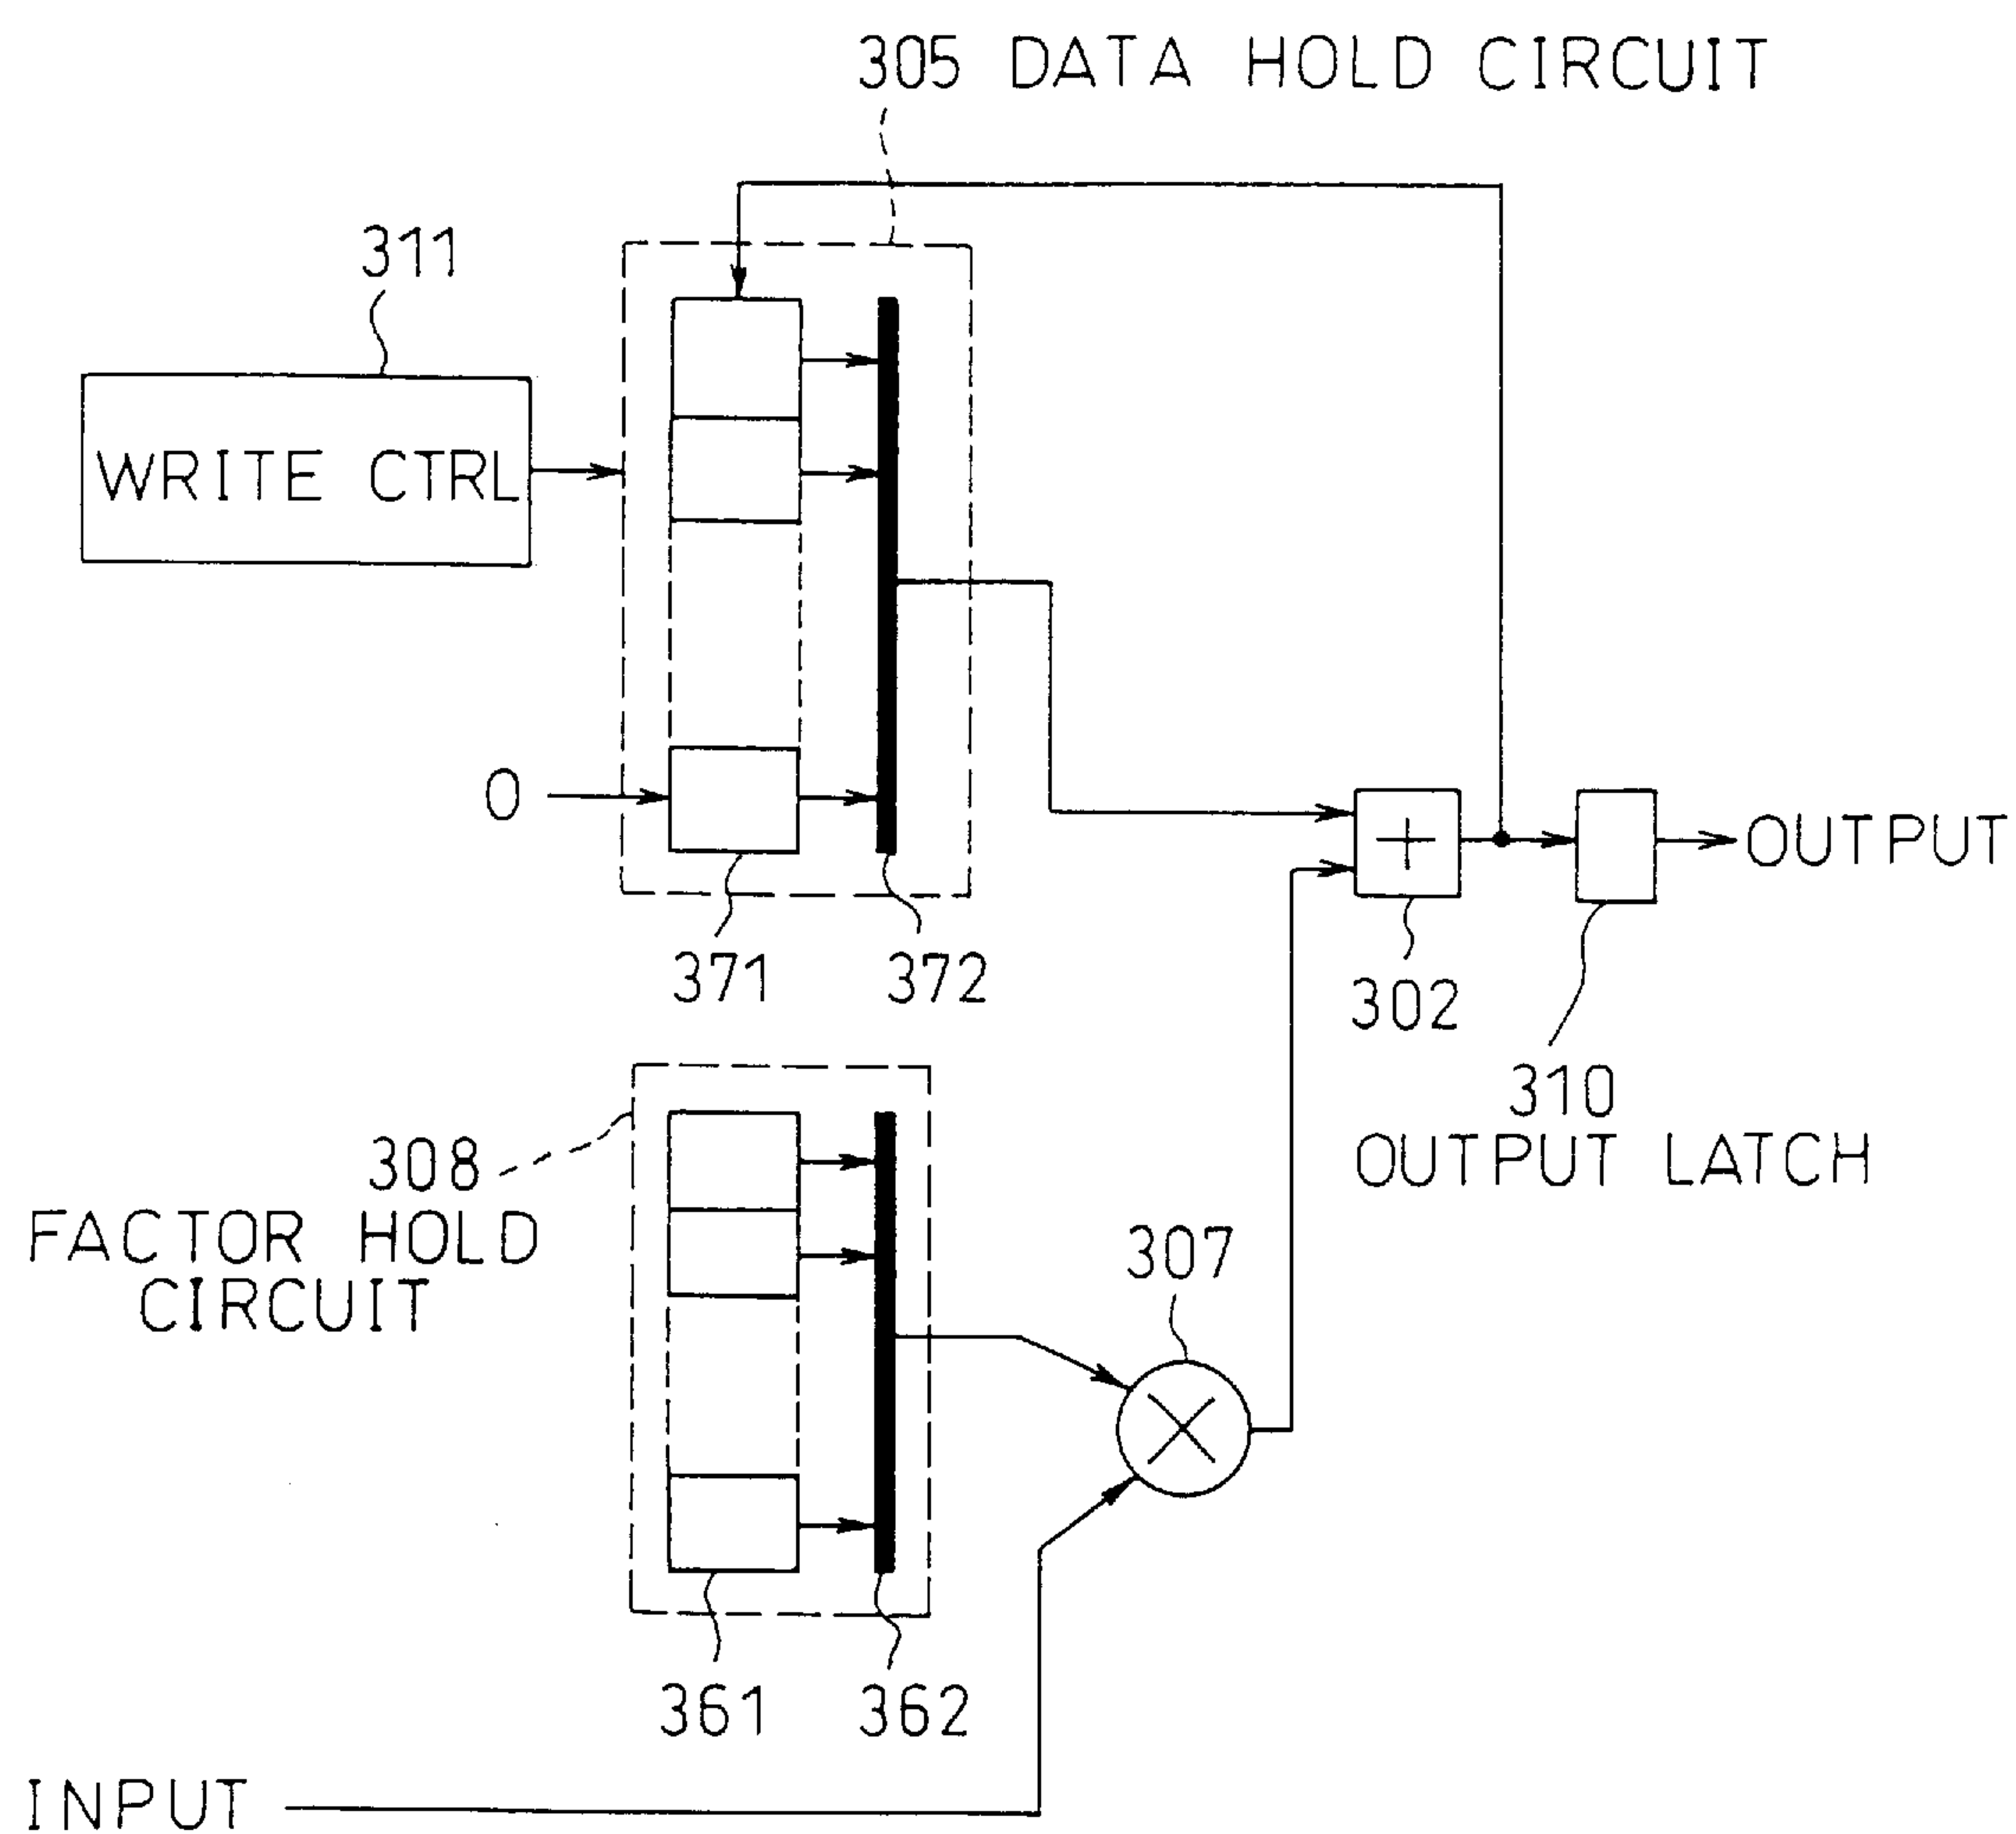 305 DATA HOLD CIRCUIT
311
WRITE CTRL
0
OUTPUT
371
372
302
310
OUTPUT LATCH
308
FACTOR HOLD
CIRCUIT
307
361
362
INPUT